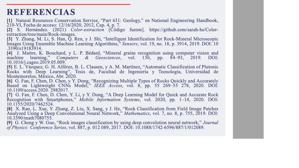 REFERENCIAS
[1] Natural Resources Conservation Service, "Part 631: Geology," en National Engineering Handbook,
210-VI, Fecha de acceso: 12/16/2020, 2012, Cap. 4, p. 7.
[2] S. Hernández. (2021) Color-extractor [Código fuente]. https://github.com/ands-he/Color-
extraction/tree/main/Rock-images.
[3] Y. Zhang, M. Li, S. Han, Q. Ren, y J. Shi, "Intelligent Identification for Rock-Mineral Microscopic
Images Using Ensemble Machine Learning Algorithms," Sensors, vol. 19, no. 18, p. 3914, 2019. DOI: 10
.3390/s19183914.
[4] J. Maitre, K. Bouchard, y L. P. Bédard, "Mineral grains recognition using computer vision and
machine learning," Computers & Geosciences, vol. 130, pp. 84–93, 2019. DOI:
10.1016/j.cageo.2019.05.009.
[5] E. L. Vázquez, G. H. Alférez, B. L. Clausen, y A. M. Martínez, "Automatic Classification of Plutonic
Rocks with Deep Learning". Tesis de, Facultad de Ingeniería y Tecnología, Universidad de
Montemorelos, México, Abr. 2020.
[6] G. Fan, F. Chen, D. Chen, y Y. Dong, "Recognizing Multiple Types of Rocks Quickly and Accurately
Based on Lightweight CNNs Model," IEEE Access, vol. 8, pp. 55 269–55 278, 2020. DOI:
10.1109/access.2020.2982017.
[7] G. Fan, F. Chen, D. Chen, Y. Li, y Y. Dong, "A Deep Learning Model for Quick and Accurate Rock
Recognition with Smartphones," Mobile Information Systems, vol. 2020, pp. 1–14, 2020. DOI:
10.1155/2020/7462524.
[8] X. Ran, L. Xue, Y. Zhang, Z. Liu, X. Sang, y J. He, "Rock Classification from Field Image Patches
Analyzed Using a Deep Convolutional Neural Network," Mathematics, vol. 7, no. 8, p. 755, 2019. DOI:
10.3390/math7080755.
[9] G. Cheng y W. Guo, "Rock images classification by using deep convolution neural network," Journal
of Physics: Conference Series, vol. 887, p. 012 089, 2017. DOI: 10.1088/1742-6596/887/1/012089.